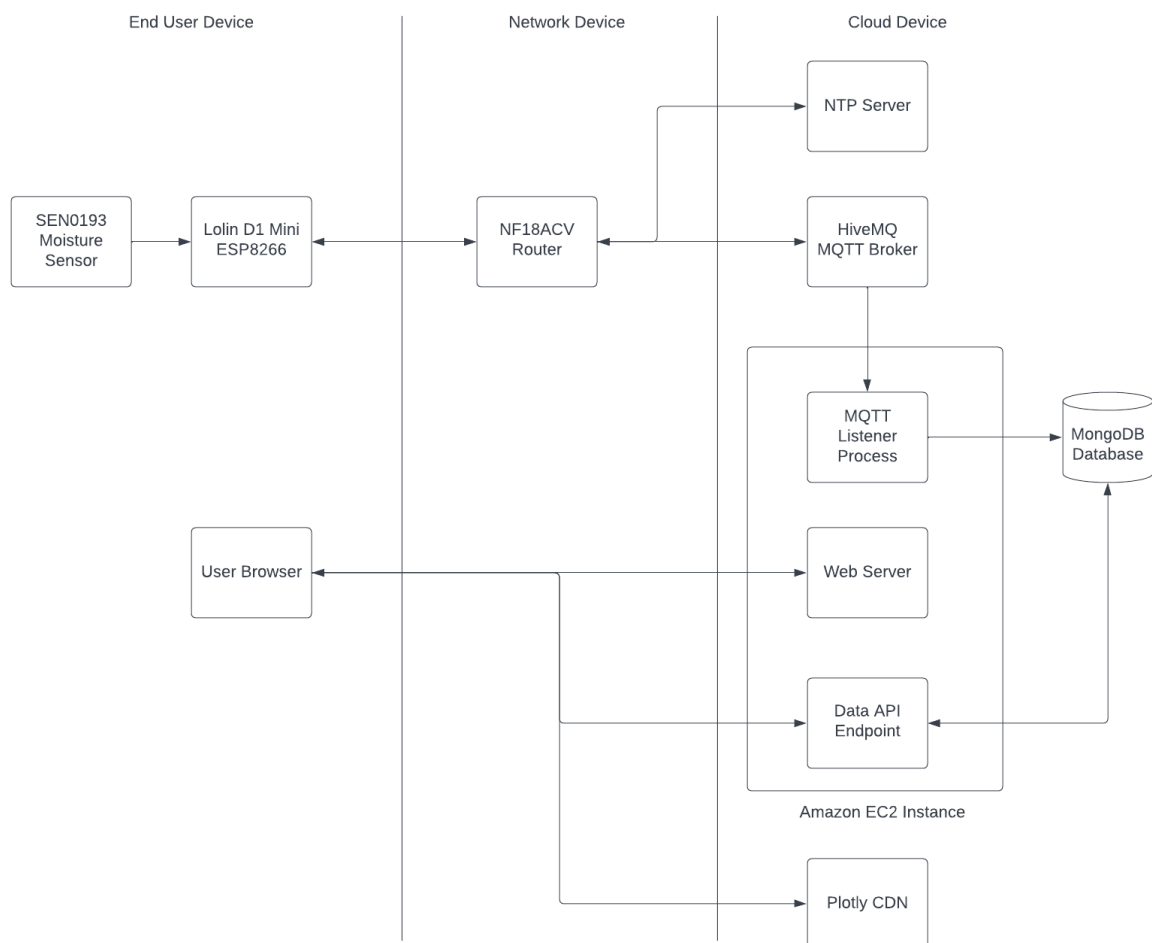 End User Device
Network Device
Cloud Device
NTP Server
SEN0193
Moisture
Sensor
Lolin D1 Mini
ESP8266
NF18ACV
Router
HiveMQ
MQTT Broker
MQTT
Listener
Process
MongoDB
Database
User Browser
Web Server
Data API
Endpoint
Amazon EC2 Instance
Plotly CDN